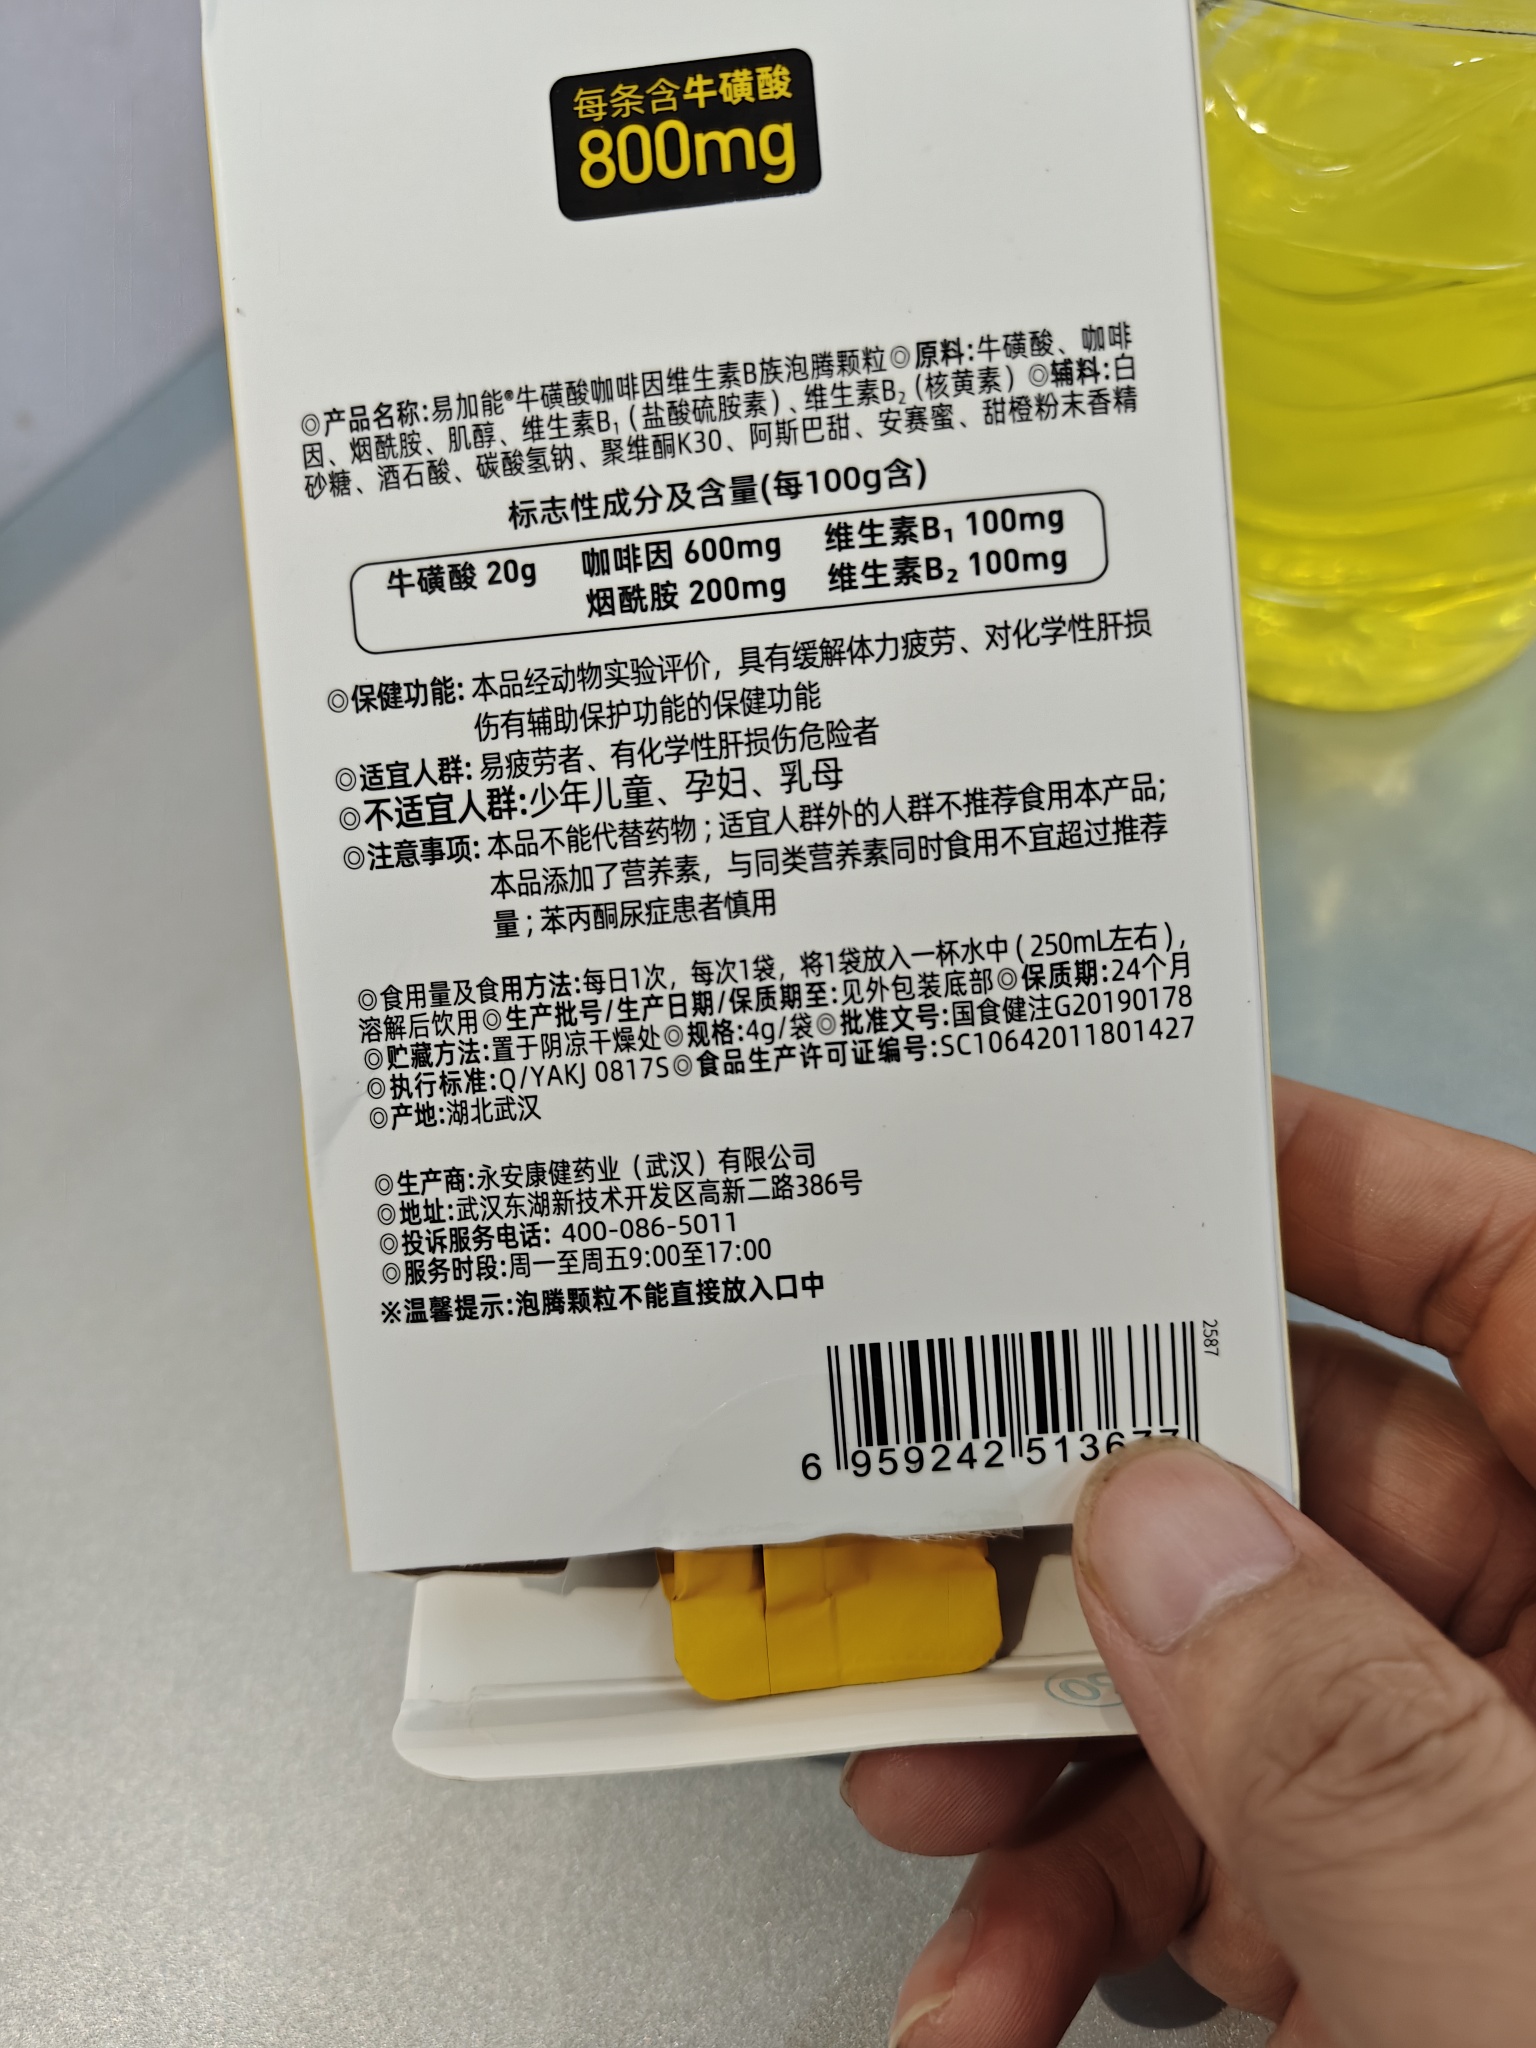 每条含牛磺酸
800mg
◎产品名称:易加能®牛磺酸咖啡因维生素B族泡腾颗粒◎原料:牛磺酸、咖啡
因、烟酰胺、肌醇、维生素B₁(盐酸硫胺素)、维生素B₂(核黄素)◎辅料:白
砂糖、酒石酸、碳酸氢钠、聚维酮K30、阿斯巴甜、安赛蜜、甜橙粉末香精
标志性成分及含量(每100g含)
牛磺酸 20g 咖啡因 600mg 维生素B₁ 100mg
烟酰胺 200mg 维生素B₂ 100mg
◎保健功能: 本品经动物实验评价，具有缓解体力疲劳、对化学性肝损
伤有辅助保护功能的保健功能
◎适宜人群: 易疲劳者、有化学性肝损伤危险者
◎不适宜人群:少年儿童、孕妇、乳母
◎注意事项: 本品不能代替药物；适宜人群外的人群不推荐食用本产品；
本品添加了营养素，与同类营养素同时食用不宜超过推荐
量；苯丙酮尿症患者慎用
◎食用量及食用方法:每日1次，每次1袋，将1袋放入一杯水中(250mL左右)，
溶解后饮用◎生产批号/生产日期/保质期至:见外包装底部◎保质期:24个月
◎贮藏方法:置于阴凉干燥处◎规格:4g/袋◎批准文号:国食健注G20190178
◎执行标准:Q/YAKJ 0817S◎食品生产许可证编号:SC10642011801427
◎产地:湖北武汉
◎生产商:永安康健药业（武汉）有限公司
◎地址:武汉东湖新技术开发区高新二路386号
◎投诉服务电话: 400-086-5011
◎服务时段:周一至周五9:00至17:00
※温馨提示:泡腾颗粒不能直接放入口中
2587
6 959242 513677